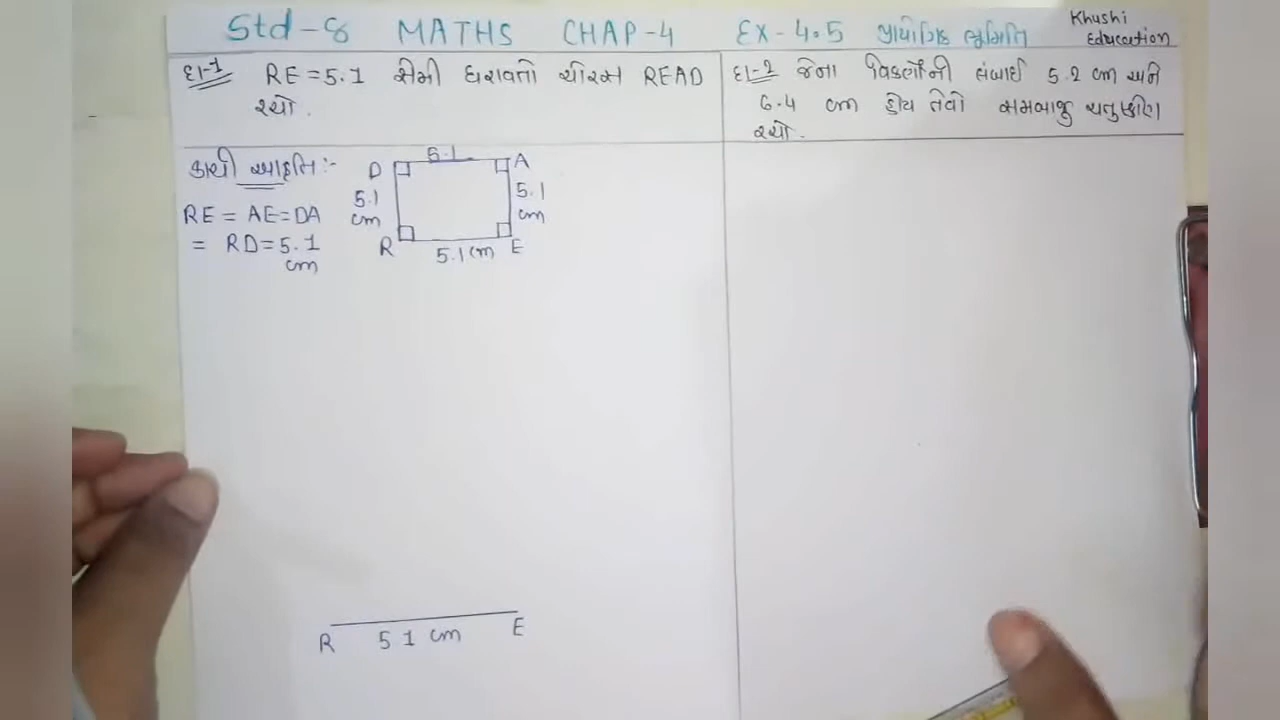 Std-8 MATHS CHAP-4 EX-4.5 પ્રાયોગિક ભૂમિતિ
Khushi
Education
દા-1 RE=5.1 સેમી ધરાવતો ચોરસ READ
રચો.
દા-2 જેના વિકર્ણોની લંબાઈ 5.2 cm અને
6.4 cm હોય તેવો સમબાજુ ચતુષ્કોણ
રચો.
કાચી આકૃતિ:-
RE = AE=DA
= RD=5.1
cm
D 5.1 A
5.1
cm
5.1
cm
R 5.1cm E
R 5 1 cm E